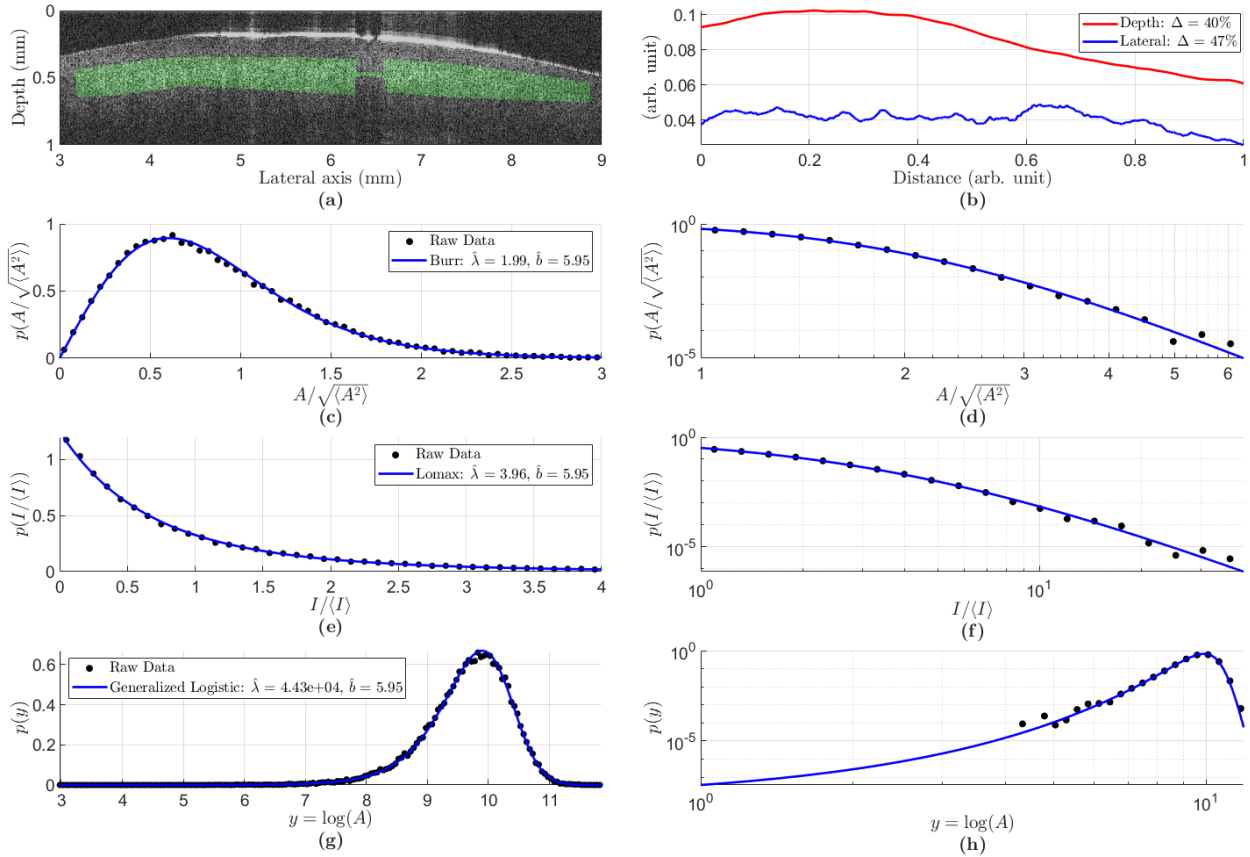 0
0.5
1
Depth (mm)
3 4 5 6 7 8 9
Lateral axis (mm)
(a)
0.1
0.08
0.06
0.04
(arb. unit)
Depth: Δ = 40%
Lateral: Δ = 47%
0 0.2 0.4 0.6 0.8 1
Distance (arb. unit)
(b)
1
0.5
0
p(A/√⟨A²⟩)
Raw Data
Burr: λ̂ = 1.99, b̂ = 5.95
0 0.5 1 1.5 2 2.5 3
A/√⟨A²⟩
(c)
10⁰
10⁻⁵
p(A/√⟨A²⟩)
1 2 3 4 5 6
A/√⟨A²⟩
(d)
1
0.5
0
p(I/⟨I⟩)
Raw Data
Lomax: λ̂ = 3.96, b̂ = 5.95
0 0.5 1 1.5 2 2.5 3 3.5 4
I/⟨I⟩
(e)
10⁰
10⁻⁵
p(I/⟨I⟩)
10⁰ 10¹
I/⟨I⟩
(f)
0.6
0.4
0.2
0
p(y)
Raw Data
Generalized Logistic: λ̂ = 4.43e+04, b̂ = 5.95
3 4 5 6 7 8 9 10 11
y = log(A)
(g)
10⁰
10⁻⁵
p(y)
10⁰ 10¹
y = log(A)
(h)